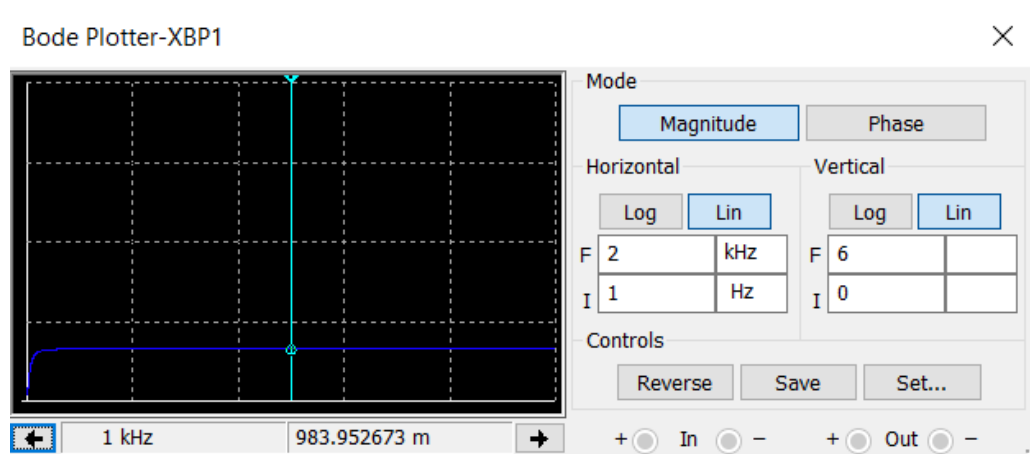 Bode Plotter-XBP1
Mode
Magnitude Phase
Horizontal Vertical
Log Lin Log Lin
F 2 kHz F 6
I 1 Hz I 0
Controls
Reverse Save Set...
1 kHz 983.952673 m + In - + Out -